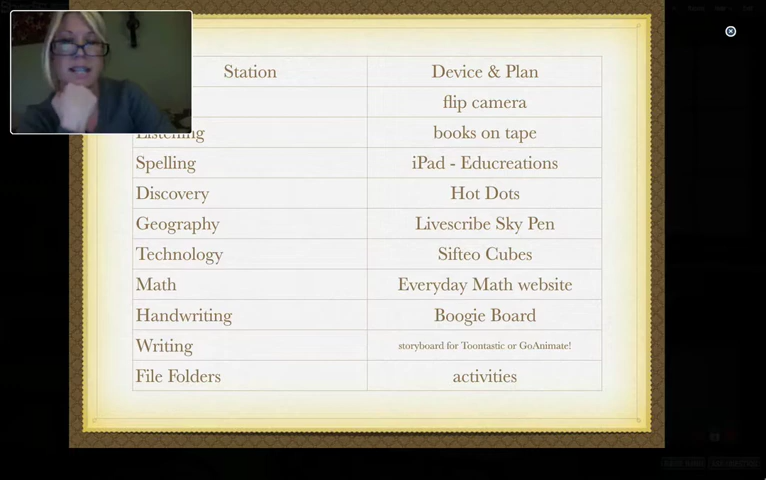 Station Device & Plan
flip camera
Listening books on tape
Spelling iPad - Educreations
Discovery Hot Dots
Geography Livescribe Sky Pen
Technology Sifteo Cubes
Math Everyday Math website
Handwriting Boogie Board
Writing storyboard for Toontastic or GoAnimate!
File Folders activities